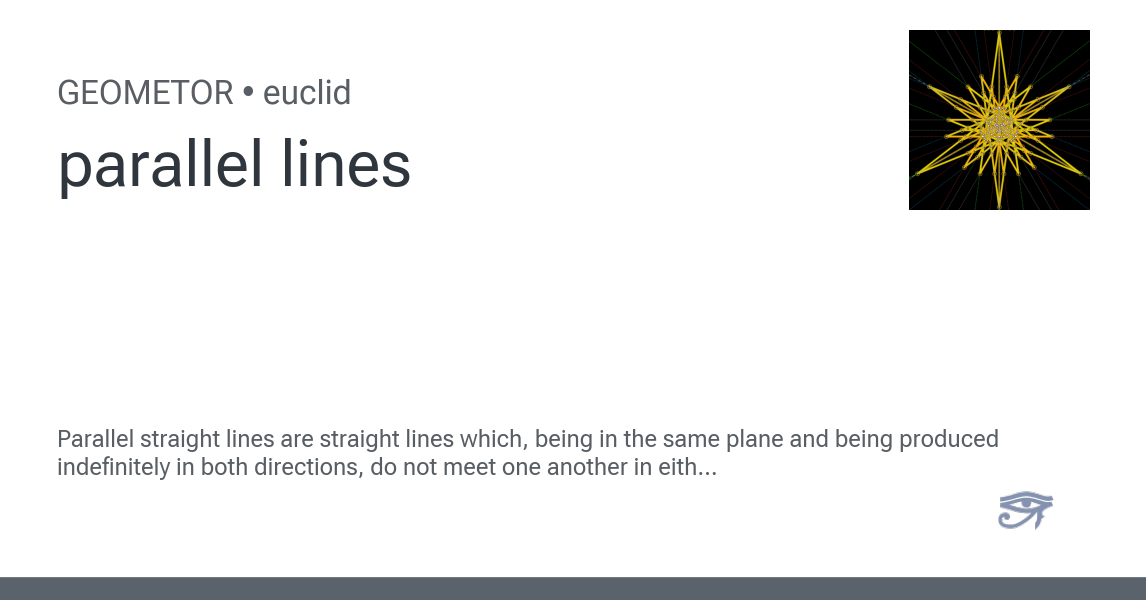 GEOMETOR • euclid
parallel lines
Parallel straight lines are straight lines which, being in the same plane and being produced
indefinitely in both directions, do not meet one another in eith...